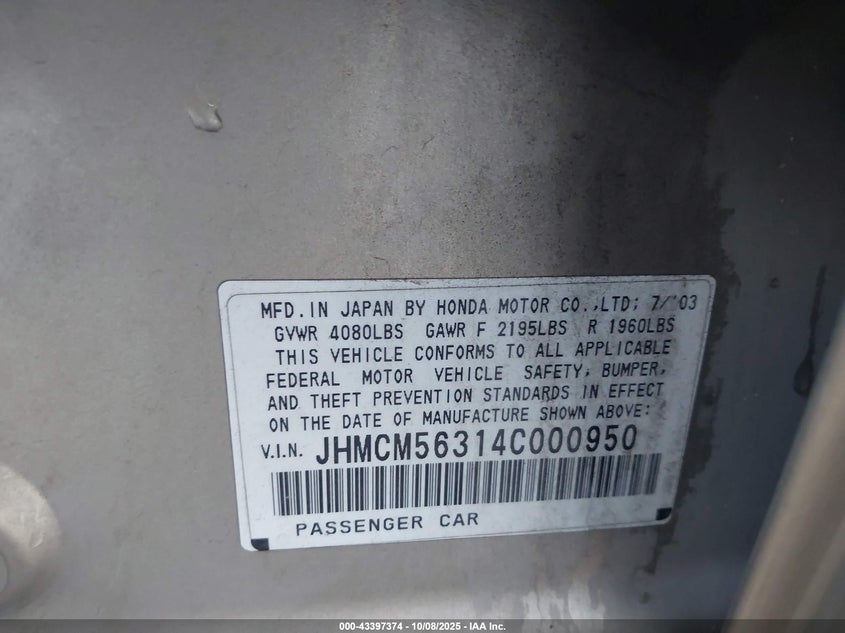 MFD. IN JAPAN BY HONDA MOTOR CO.,LTD; 7/'03
GVWR 4080LBS GAWR F 2195LBS R 1960LBS
THIS VEHICLE CONFORMS TO ALL APPLICABLE
FEDERAL MOTOR VEHICLE SAFETY, BUMPER,
AND THEFT PREVENTION STANDARDS IN EFFECT
ON THE DATE OF MANUFACTURE SHOWN ABOVE:
V.I.N. JHMCM56314C000950
PASSENGER CAR
000-43397374 - 10/08/2025 - IAA Inc.